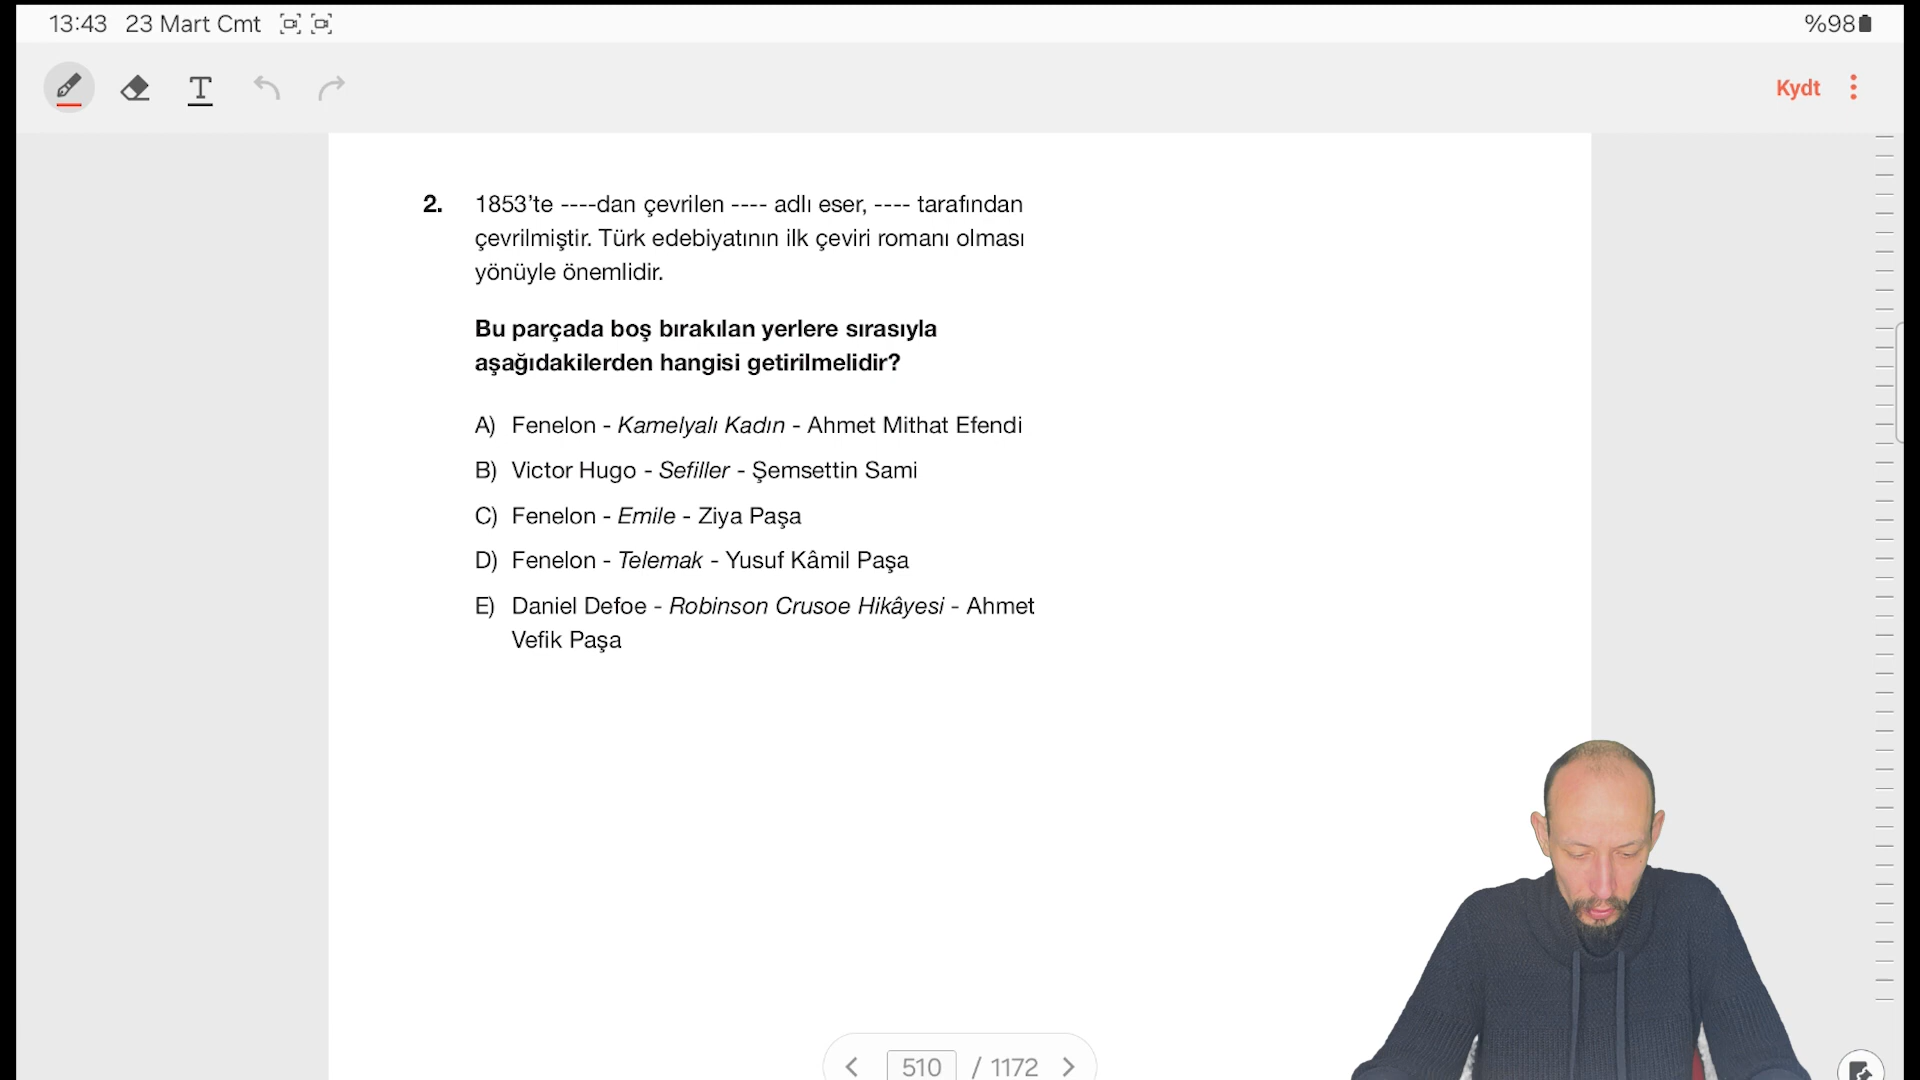 13:43 23 Mart Cmt
%98
T
Kydt
2. 1853'te ----dan çevrilen ---- adlı eser, ---- tarafından
çevrilmiştir. Türk edebiyatının ilk çeviri romanı olması
yönüyle önemlidir.
Bu parçada boş bırakılan yerlere sırasıyla
aşağıdakilerden hangisi getirilmelidir?
A) Fenelon - Kamelyalı Kadın - Ahmet Mithat Efendi
B) Victor Hugo - Sefiller - Şemsettin Sami
C) Fenelon - Emile - Ziya Paşa
D) Fenelon - Telemak - Yusuf Kâmil Paşa
E) Daniel Defoe - Robinson Crusoe Hikâyesi - Ahmet
Vefik Paşa
510 / 1172